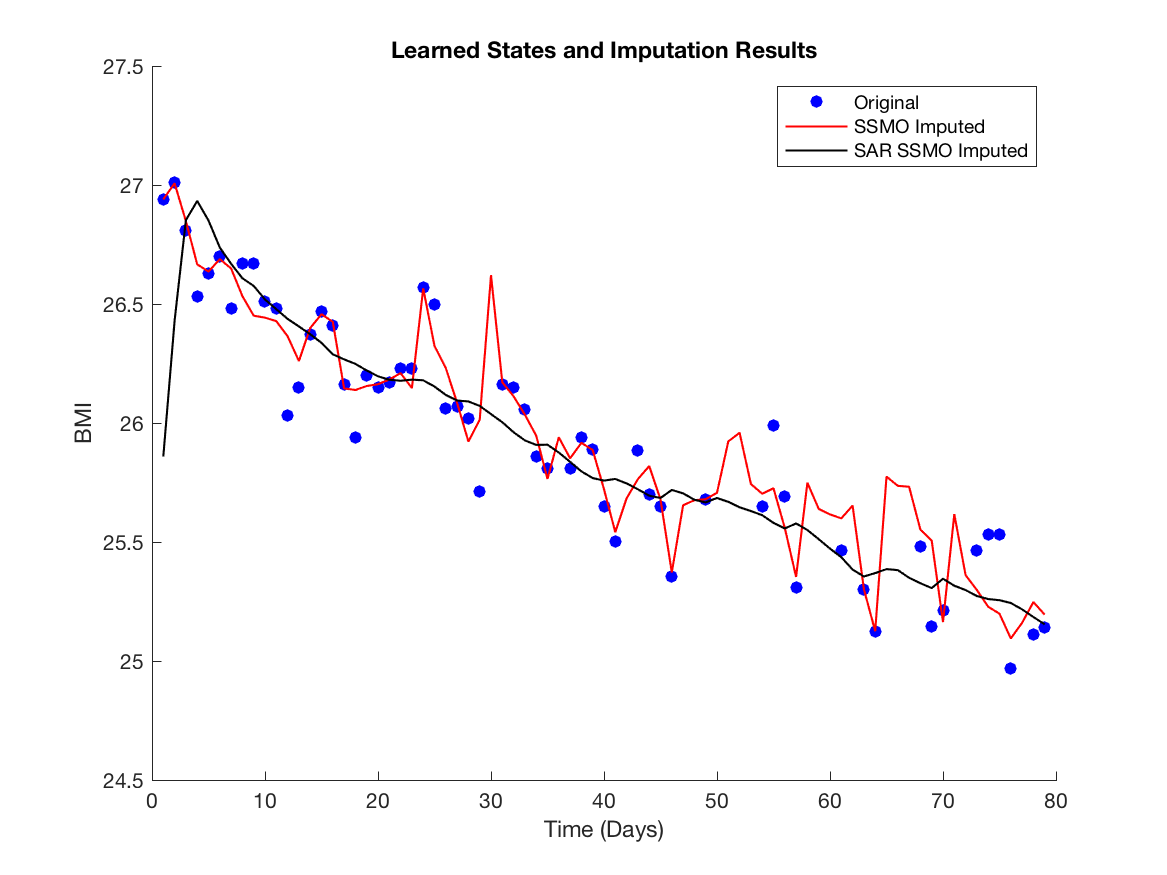 Learned States and Imputation Results
27.5
Original
SSMO Imputed
SAR SSMO Imputed
27
26.5
26
BMI
25.5
25
24.5
0 10 20 30 40 50 60 70 80
Time (Days)